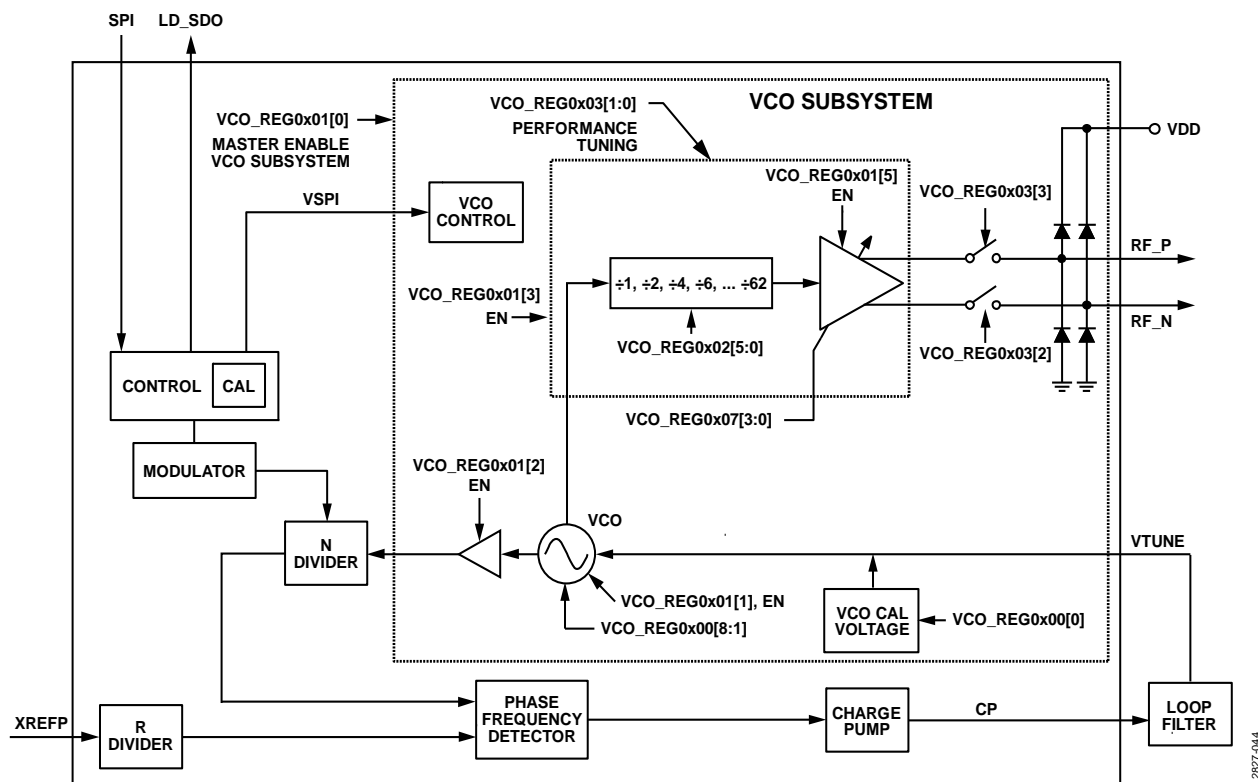 SPI
LD_SDO
VCO_REG0x01[0]
MASTER ENABLE
VCO SUBSYSTEM
VCO_REG0x03[1:0]
PERFORMANCE
TUNING
VCO SUBSYSTEM
VDD
VSPI
VCO
CONTROL
VCO_REG0x01[5]
EN
VCO_REG0x03[3]
RF_P
VCO_REG0x01[3]
EN
÷1, ÷2, ÷4, ÷6, ... ÷62
RF_N
VCO_REG0x02[5:0]
VCO_REG0x03[2]
CONTROL
CAL
VCO_REG0x07[3:0]
MODULATOR
VCO_REG0x01[2]
EN
VCO
N
DIVIDER
VTUNE
VCO_REG0x01[1], EN
VCO_REG0x00[8:1]
VCO CAL
VOLTAGE
VCO_REG0x00[0]
XREFP
R
DIVIDER
PHASE
FREQUENCY
DETECTOR
CHARGE
PUMP
CP
LOOP
FILTER